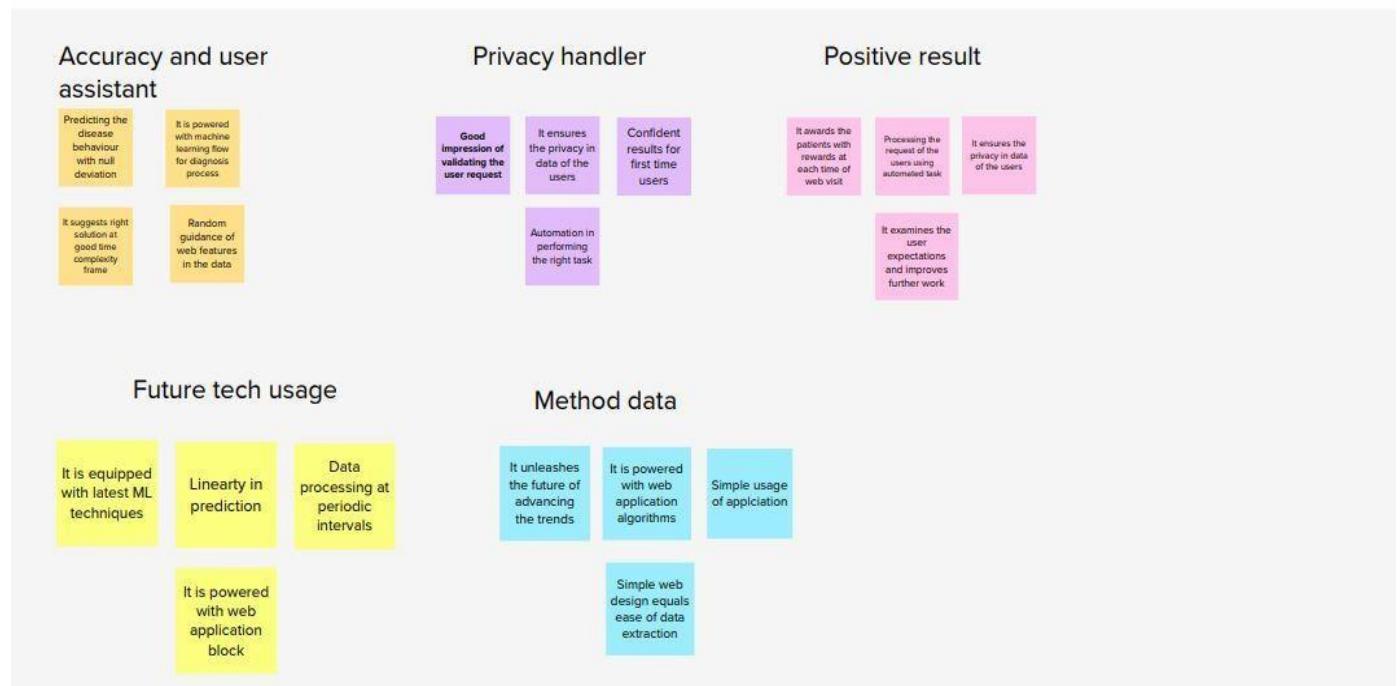 Accuracy and user
assistant
Predicting the
disease
behaviour
with null
deviation
It is powered
with machine
learning flow
for diagnosis
process
It suggests right
solution at
good time
complexity
frame
Random
guidance of
web features
in the data
Privacy handler
Good
impression of
validating the
user request
It ensures
the privacy in
data of the
users
Confident
results for
first time
users
Automation in
performing
the right task
Positive result
It awards the
patients with
rewards at
each time of
web visit
Processing the
request of the
users using
automated task
It ensures the
privacy in data
of the users
It examines the
user
expectations
and improves
further work
Future tech usage
It is equipped
with latest ML
techniques
Linearty in
prediction
Data
processing at
periodic
intervals
It is powered
with web
application
block
Method data
It unleashes
the future of
advancing
the trends
It is powered
with web
application
algorithms
Simple usage
of applciation
Simple web
design equals
ease of data
extraction